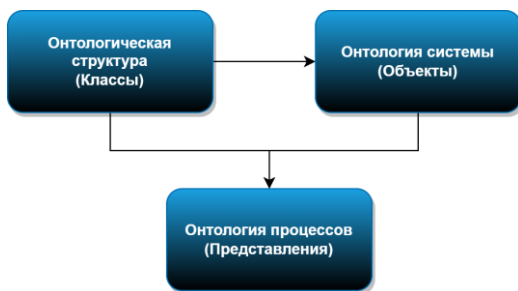 Онтологическая
структура
(Классы)
Онтология системы
(Объекты)
Онтология процессов
(Представления)